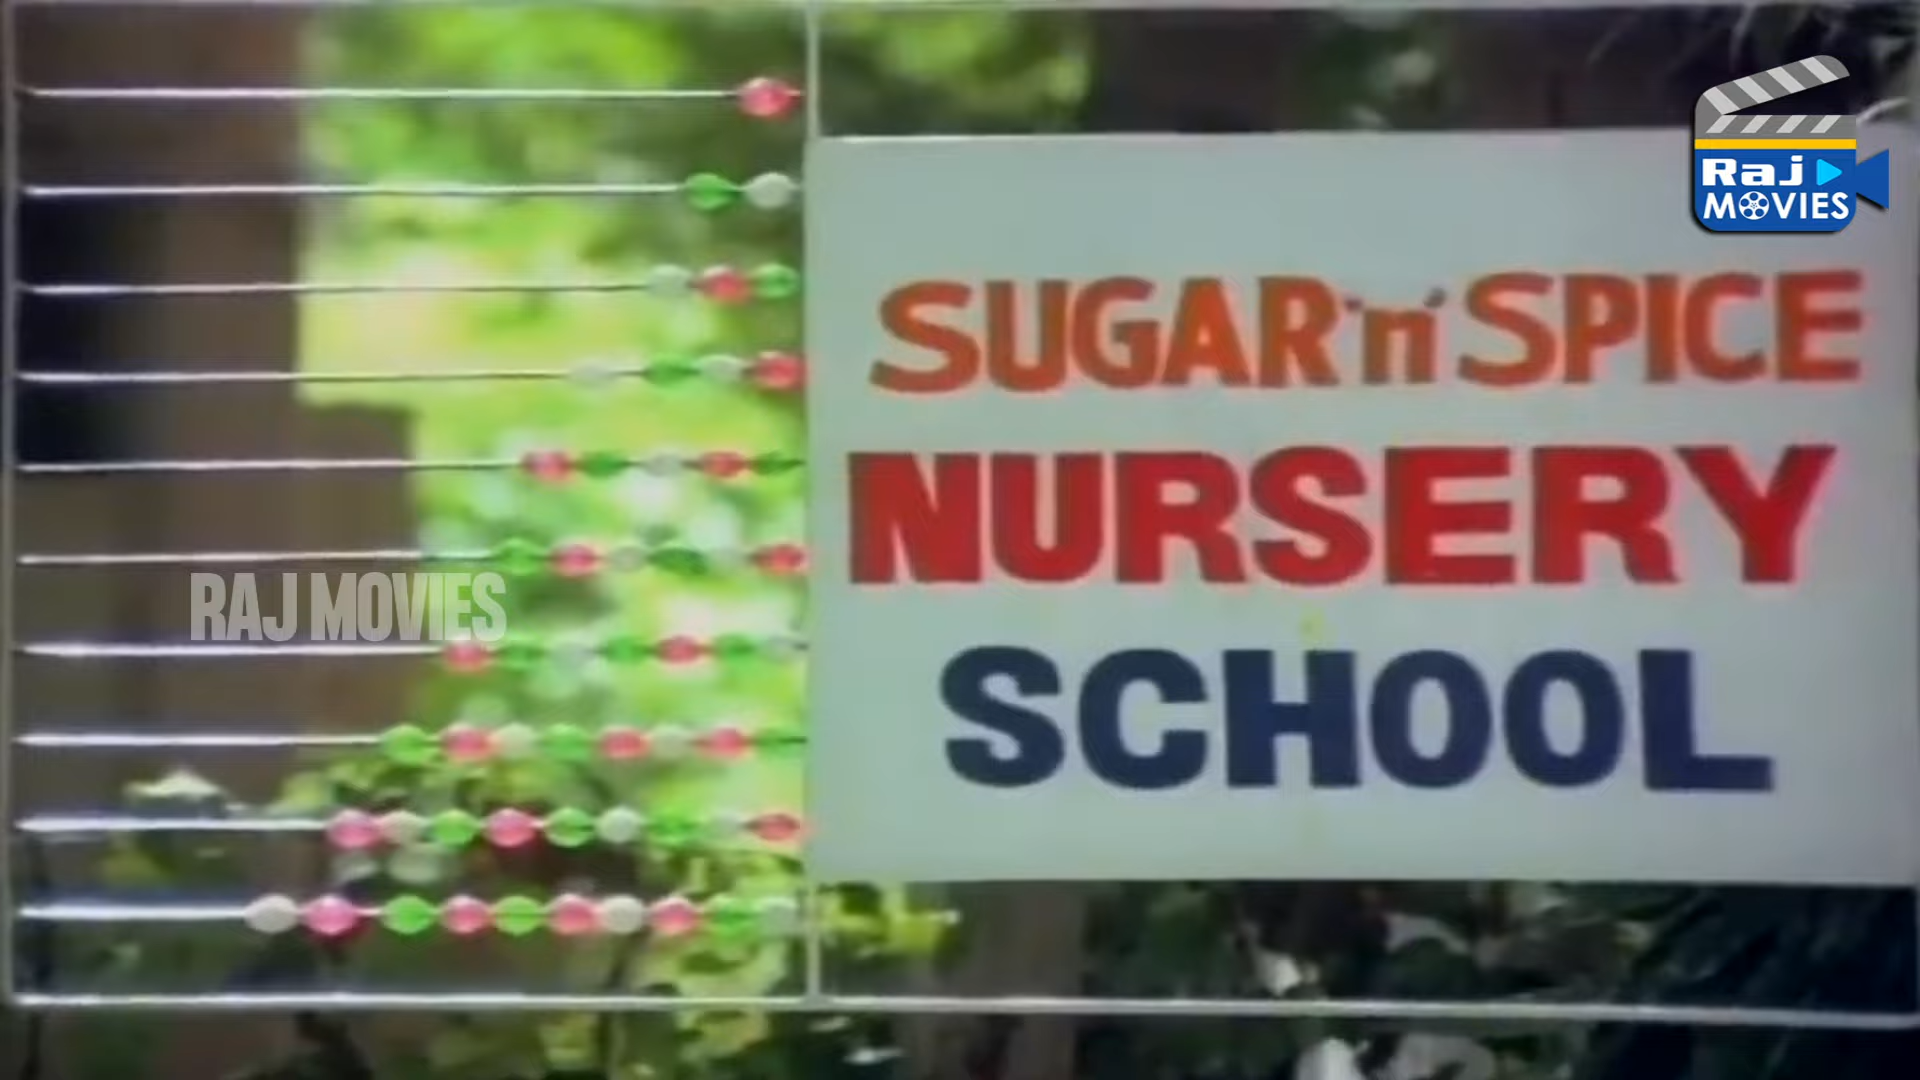 Raj
MOVIES
SUGAR 'n' SPICE
NURSERY
SCHOOL
RAJ MOVIES